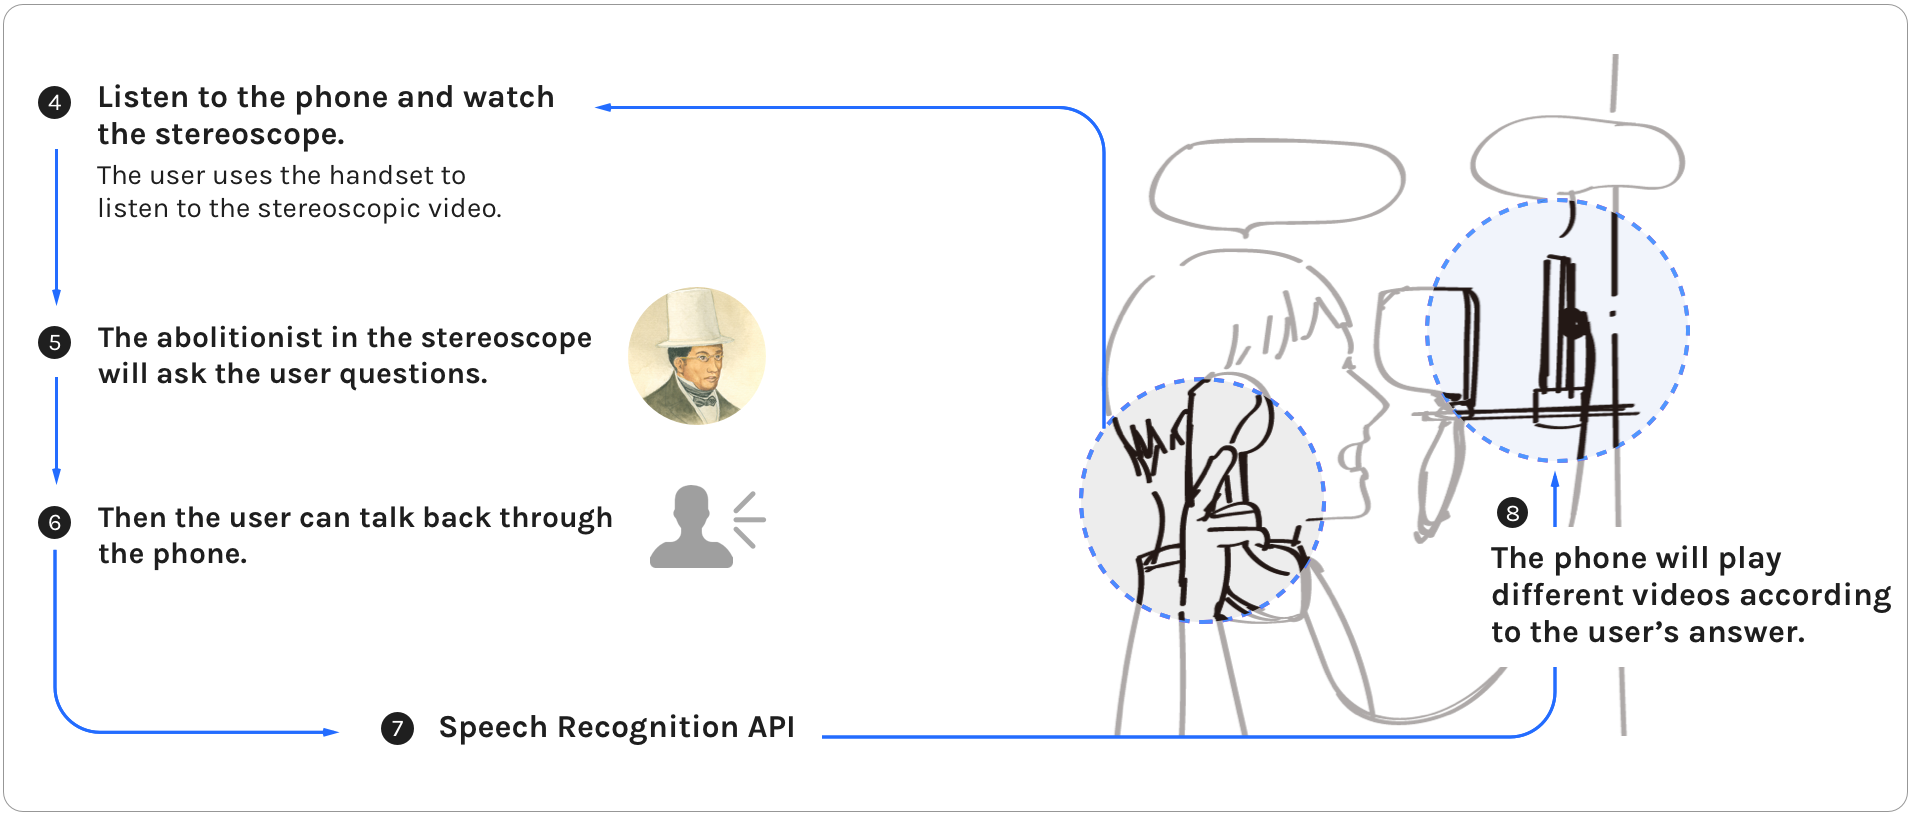 4 Listen to the phone and watch
the stereoscope.
The user uses the handset to
listen to the stereoscopic video.
5 The abolitionist in the stereoscope
will ask the user questions.
6 Then the user can talk back through
the phone.
7 Speech Recognition API
8
The phone will play
different videos according
to the user’s answer.